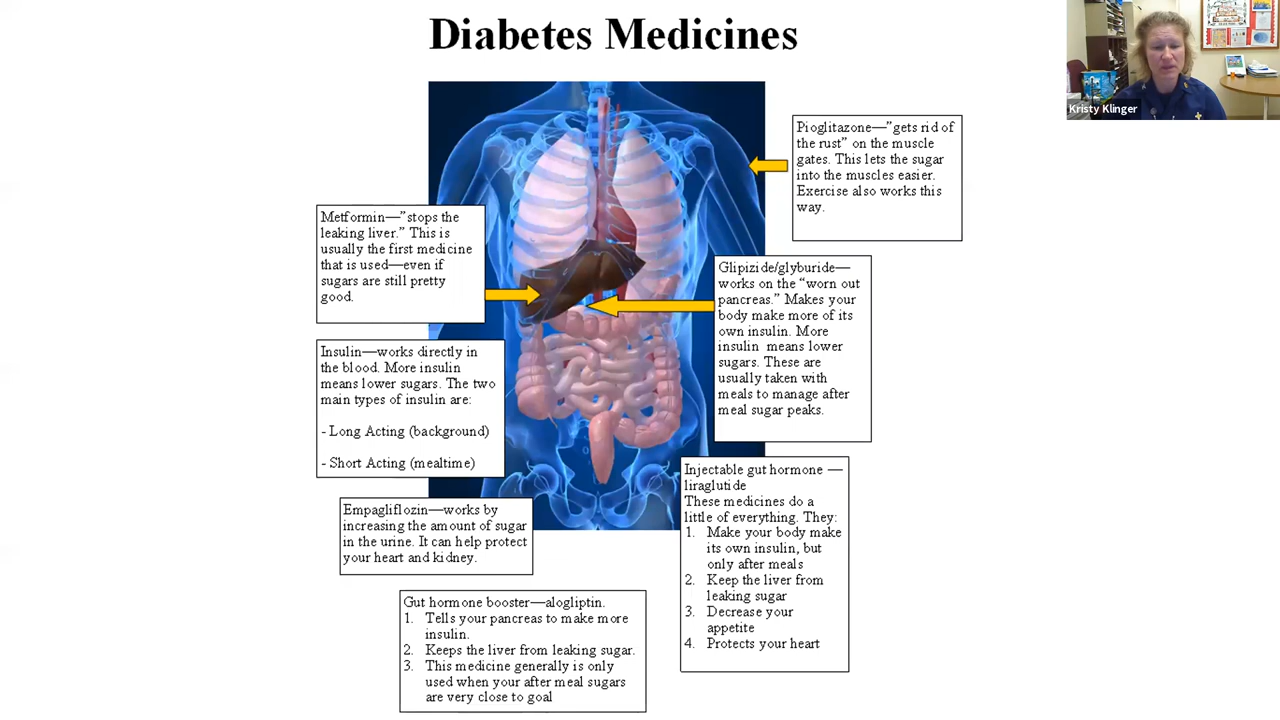 Diabetes Medicines
Kristy Klinger
Pioglitazone—”gets rid of
the rust” on the muscle
gates. This lets the sugar
into the muscles easier.
Exercise also works this
way.
Metformin—”stops the
leaking liver.” This is
usually the first medicine
that is used—even if
sugars are still pretty
good.
Glipizide/glyburide—
works on the “worn out
pancreas.” Makes your
body make more of its
own insulin. More
insulin means lower
sugars. These are
usually taken with
meals to manage after
meal sugar peaks.
Insulin—works directly in
the blood. More insulin
means lower sugars. The two
main types of insulin are:
- Long Acting (background)
- Short Acting (mealtime)
Injectable gut hormone —
liraglutide
These medicines do a
little of everything. They:
1. Make your body make
its own insulin, but
only after meals
2. Keep the liver from
leaking sugar
3. Decrease your
appetite
4. Protects your heart
Empagliflozin—works by
increasing the amount of sugar
in the urine. It can help protect
your heart and kidney.
Gut hormone booster—alogliptin.
1. Tells your pancreas to make more
insulin.
2. Keeps the liver from leaking sugar.
3. This medicine generally is only
used when your after meal sugars
are very close to goal